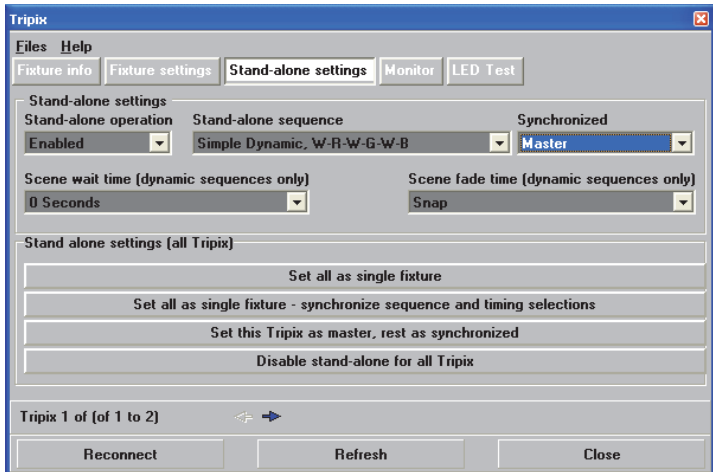 Tripix
Files Help
Fixture info Fixture settings Stand-alone settings Monitor LED Test
Stand-alone settings
Stand-alone operation Stand-alone sequence Synchronized
Enabled Simple Dynamic, W-R-W-G-W-B Master
Scene wait time (dynamic sequences only) Scene fade time (dynamic sequences only)
0 Seconds Snap
Stand alone settings (all Tripix)
Set all as single fixture
Set all as single fixture - synchronize sequence and timing selections
Set this Tripix as master, rest as synchronized
Disable stand-alone for all Tripix
Tripix 1 of (of 1 to 2)
Reconnect Refresh Close